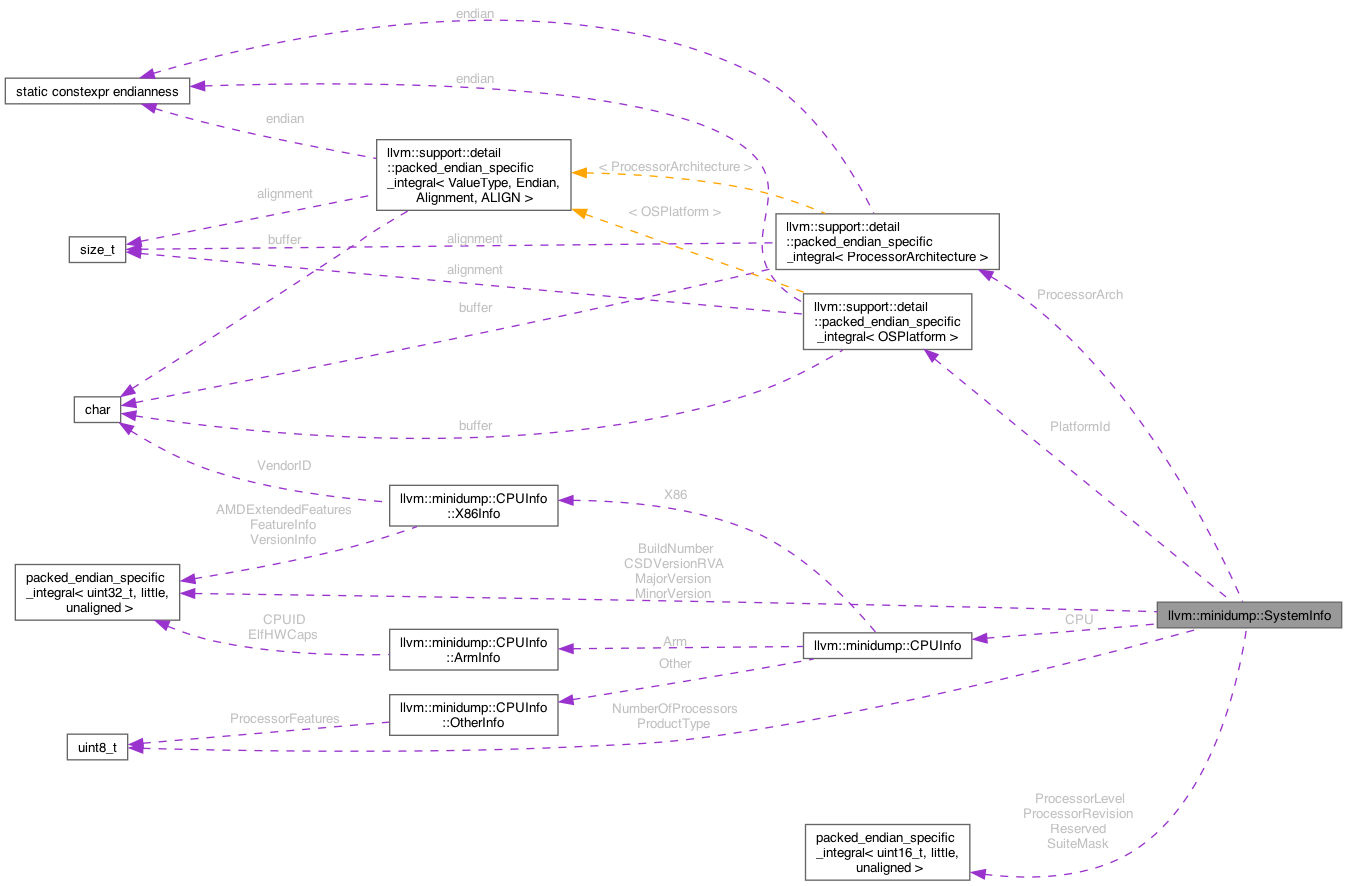 endian
endian
static constexpr endianness
endian
llvm::support::detail
::packed_endian_specific
_integral< ValueType, Endian,
Alignment, ALIGN >
< ProcessorArchitecture >
alignment
< OSPlatform >
llvm::support::detail
::packed_endian_specific
_integral< ProcessorArchitecture >
size_t
buffer
alignment
alignment
ProcessorArch
llvm::support::detail
::packed_endian_specific
_integral< OSPlatform >
buffer
char
buffer
PlatformId
VendorID
llvm::minidump::CPUInfo
::X86Info
X86
AMDExtendedFeatures
FeatureInfo
VersionInfo
BuildNumber
CSDVersionRVA
MajorVersion
MinorVersion
packed_endian_specific
_integral< uint32_t, little,
unaligned >
llvm::minidump::SystemInfo
CPUID
ElfHWCaps
llvm::minidump::CPUInfo
::ArmInfo
Arm
llvm::minidump::CPUInfo
CPU
Other
llvm::minidump::CPUInfo
::OtherInfo
ProcessorFeatures
NumberOfProcessors
ProductType
uint8_t
ProcessorLevel
ProcessorRevision
Reserved
SuiteMask
packed_endian_specific
_integral< uint16_t, little,
unaligned >